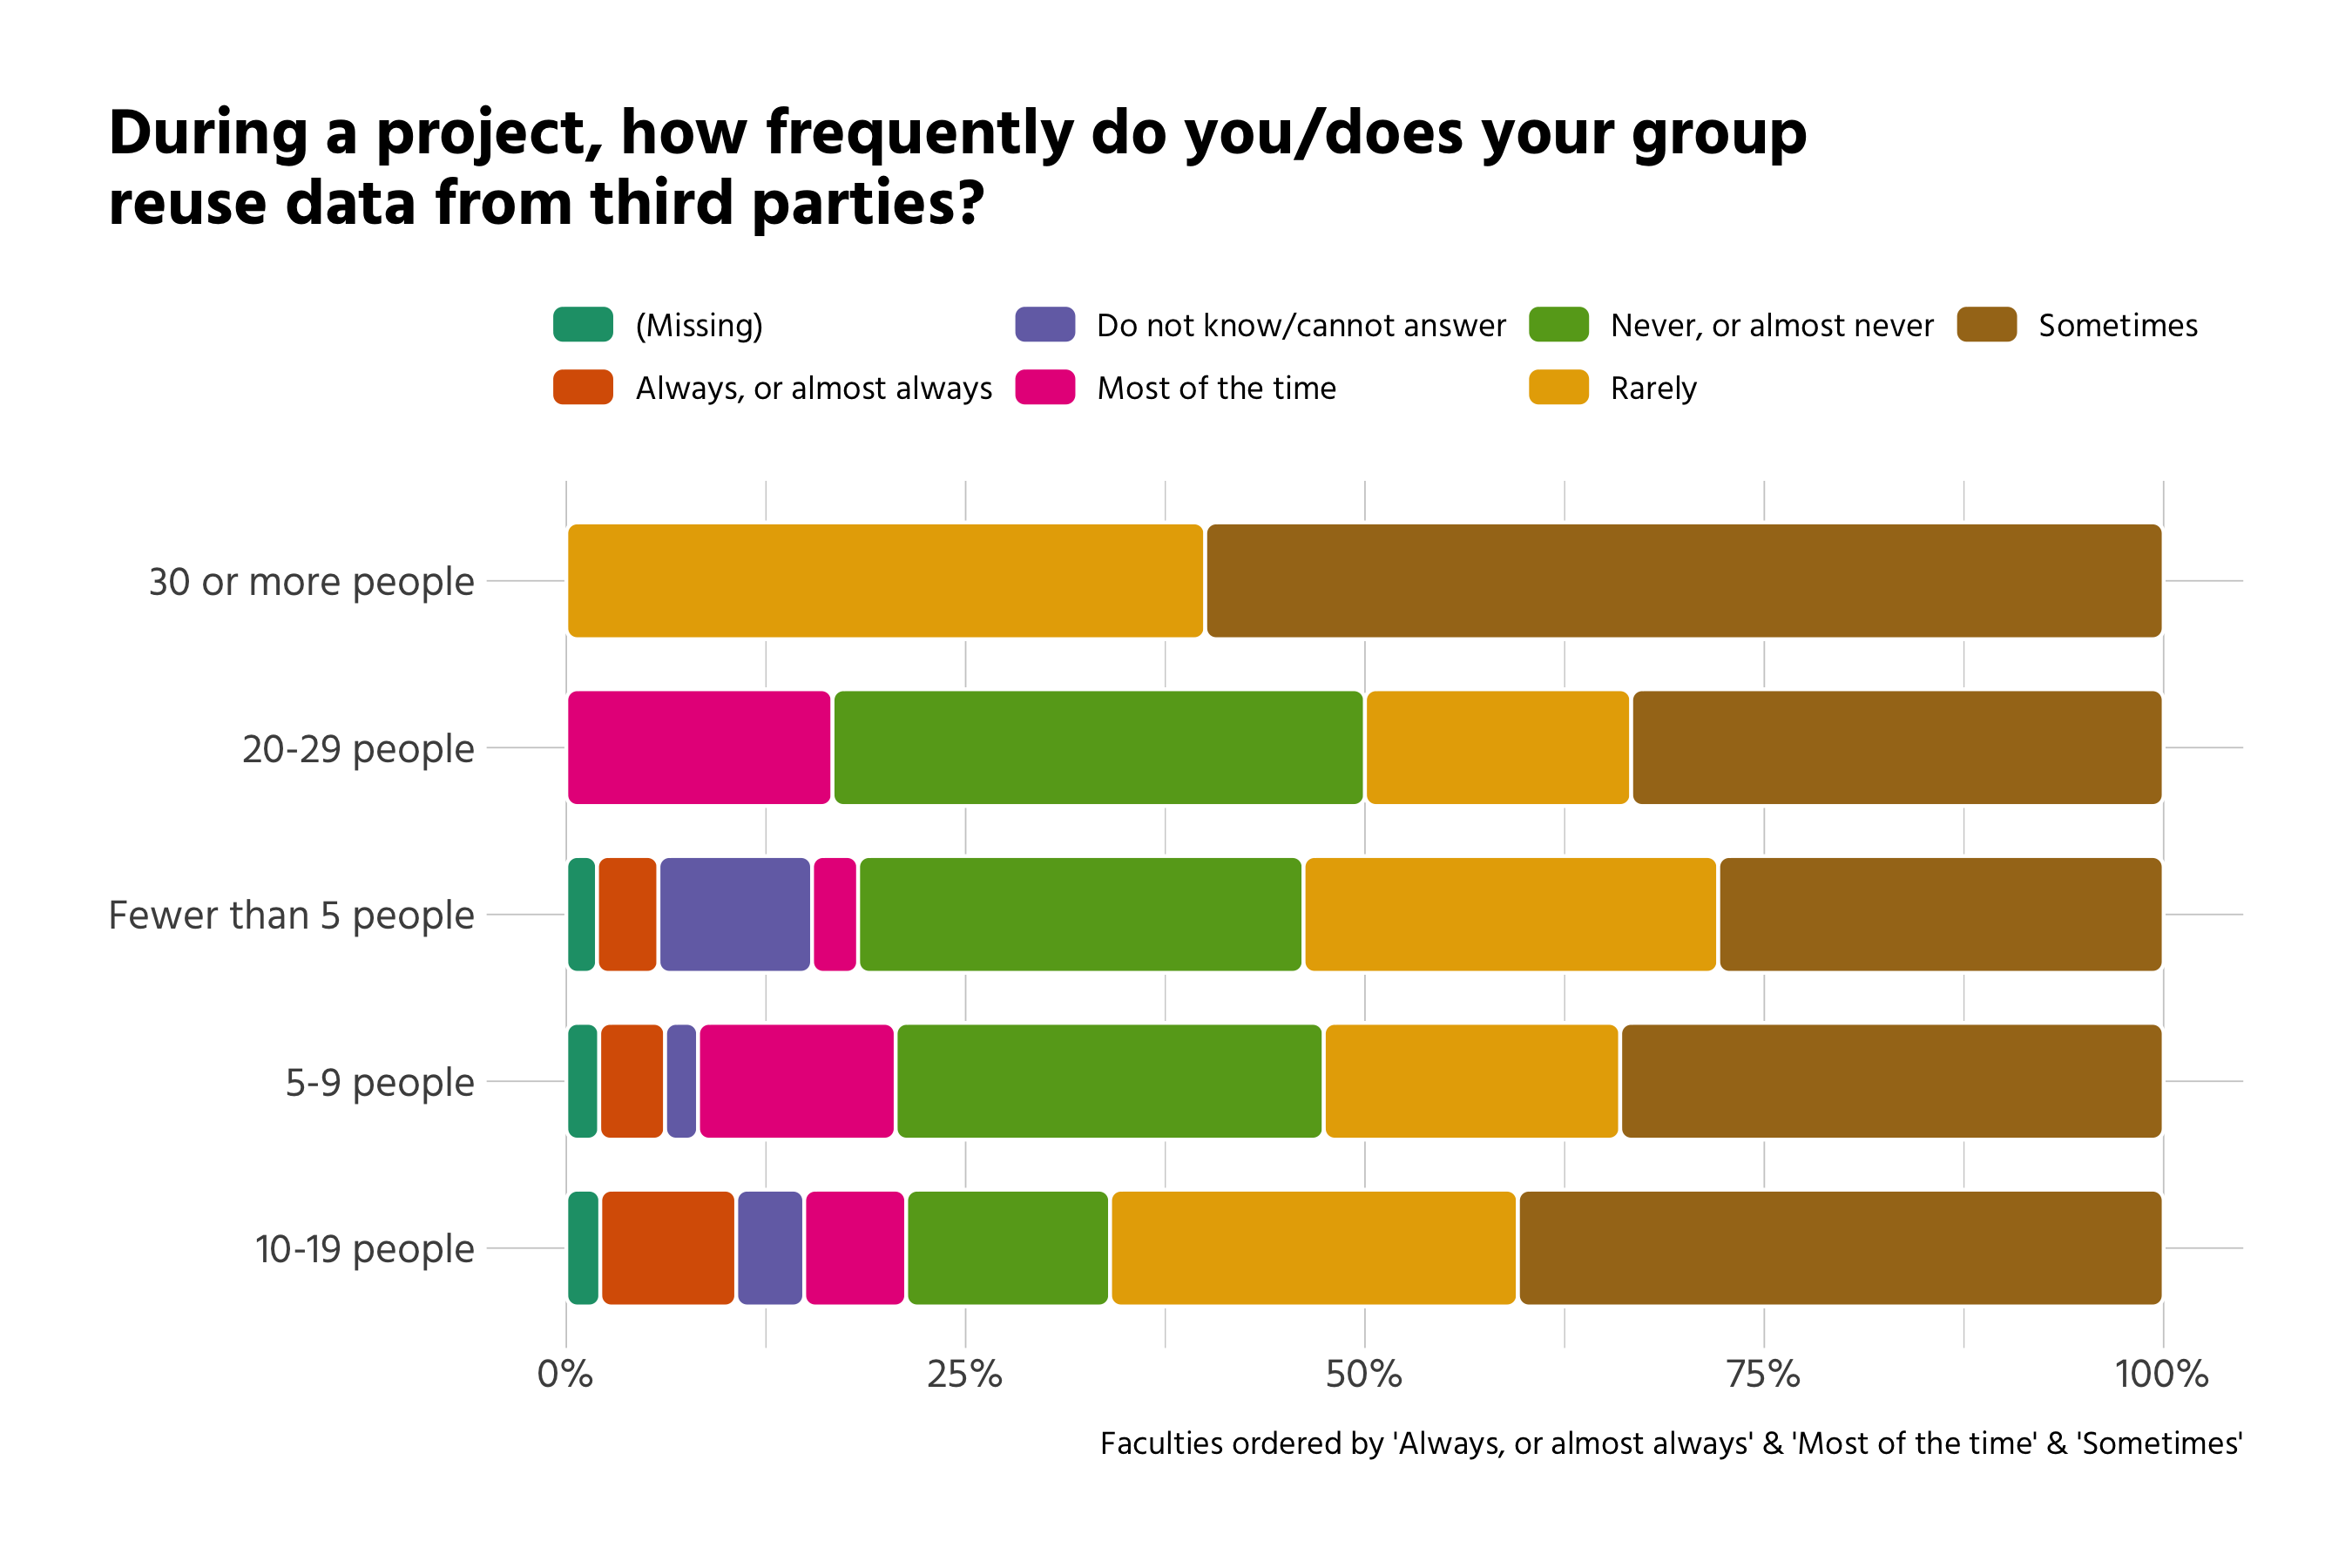 During a project, how frequently do you/does your group
reuse data from third parties?
(Missing)
Do not know/cannot answer
Never, or almost never
Sometimes
Always, or almost always
Most of the time
Rarely
30 or more people
20-29 people
Fewer than 5 people
5-9 people
10-19 people
0%
25%
50%
75%
100%
Faculties ordered by 'Always, or almost always' & 'Most of the time' & 'Sometimes'